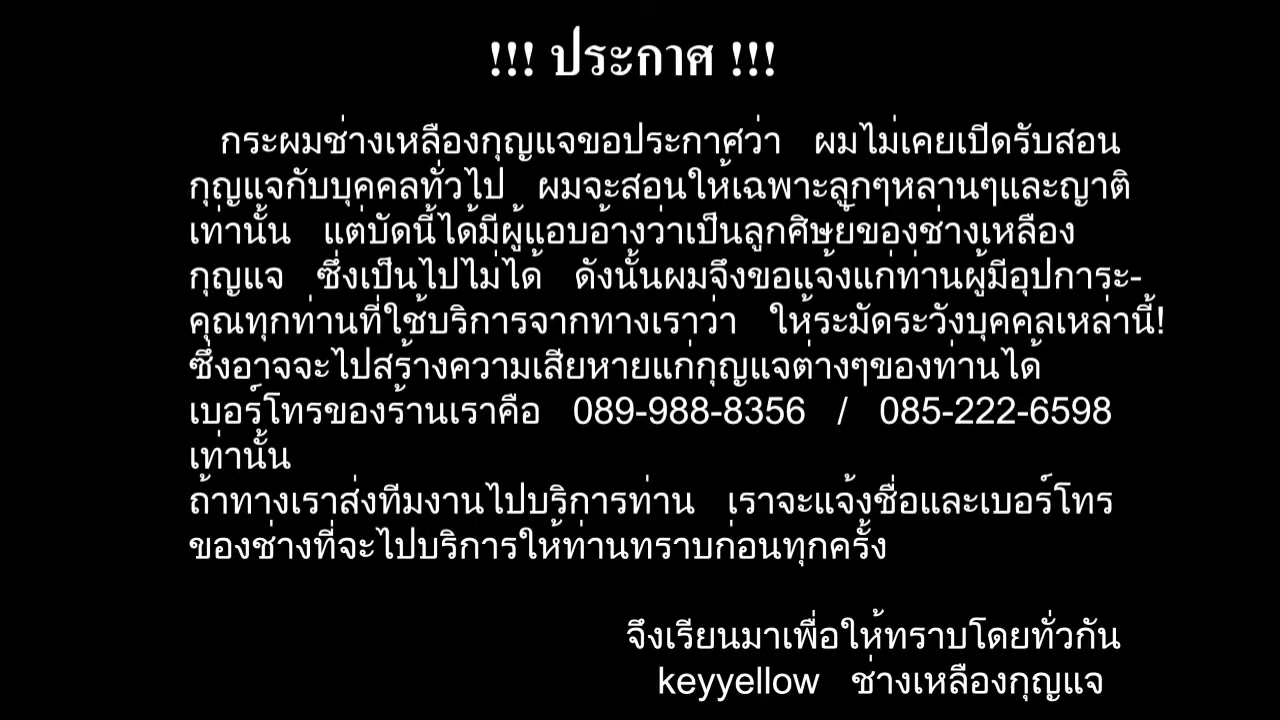 !!! ประกาศ !!!
กระผมช่างเหลืองกุญแจขอประกาศว่า ผมไม่เคยเปิดรับสอน
กุญแจกับบุคคลทั่วไป ผมจะสอนให้เฉพาะลูกๆหลานๆและญาติ
เท่านั้น แต่บัดนี้ได้มีผู้แอบอ้างว่าเป็นลูกศิษย์ของช่างเหลือง
กุญแจ ซึ่งเป็นไปไม่ได้ ดังนั้นผมจึงขอแจ้งแก่ท่านผู้มีอุปการะ-
คุณทุกท่านที่ใช้บริการจากทางเราว่า ให้ระมัดระวังบุคคลเหล่านี้!
ซึ่งอาจจะไปสร้างความเสียหายแก่กุญแจต่างๆของท่านได้
เบอร์โทรของร้านเราคือ 089-988-8356 / 085-222-6598
เท่านั้น
ถ้าทางเราส่งทีมงานไปบริการท่าน เราจะแจ้งชื่อและเบอร์โทร
ของช่างที่จะไปบริการให้ท่านทราบก่อนทุกครั้ง
จึงเรียนมาเพื่อให้ทราบโดยทั่วกัน
keyyellow ช่างเหลืองกุญแจ